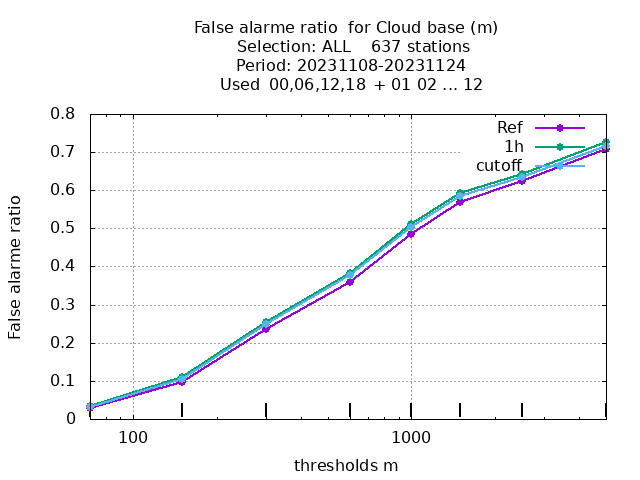 False alarme ratio  for Cloud base (m)
Selection: ALL    637 stations
Period: 20231108-20231124
Used  00,06,12,18  + 01 02 ... 12
Ref
1h
cutoff
0.8
0.7
0.6
0.5
0.4
0.3
0.2
0.1
0
False alarme ratio
100
1000
thresholds m